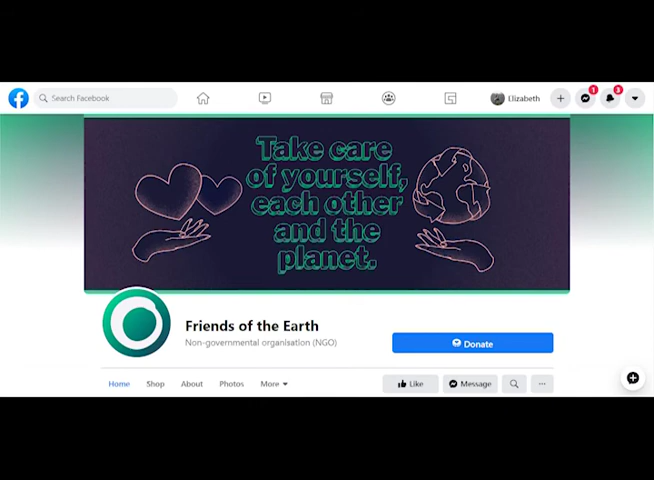 Search Facebook
Elizabeth
1
3
Take care
of yourself,
each other
and the
planet.
Friends of the Earth
Non-governmental organisation (NGO)
Donate
Home Shop About Photos More
Like Message